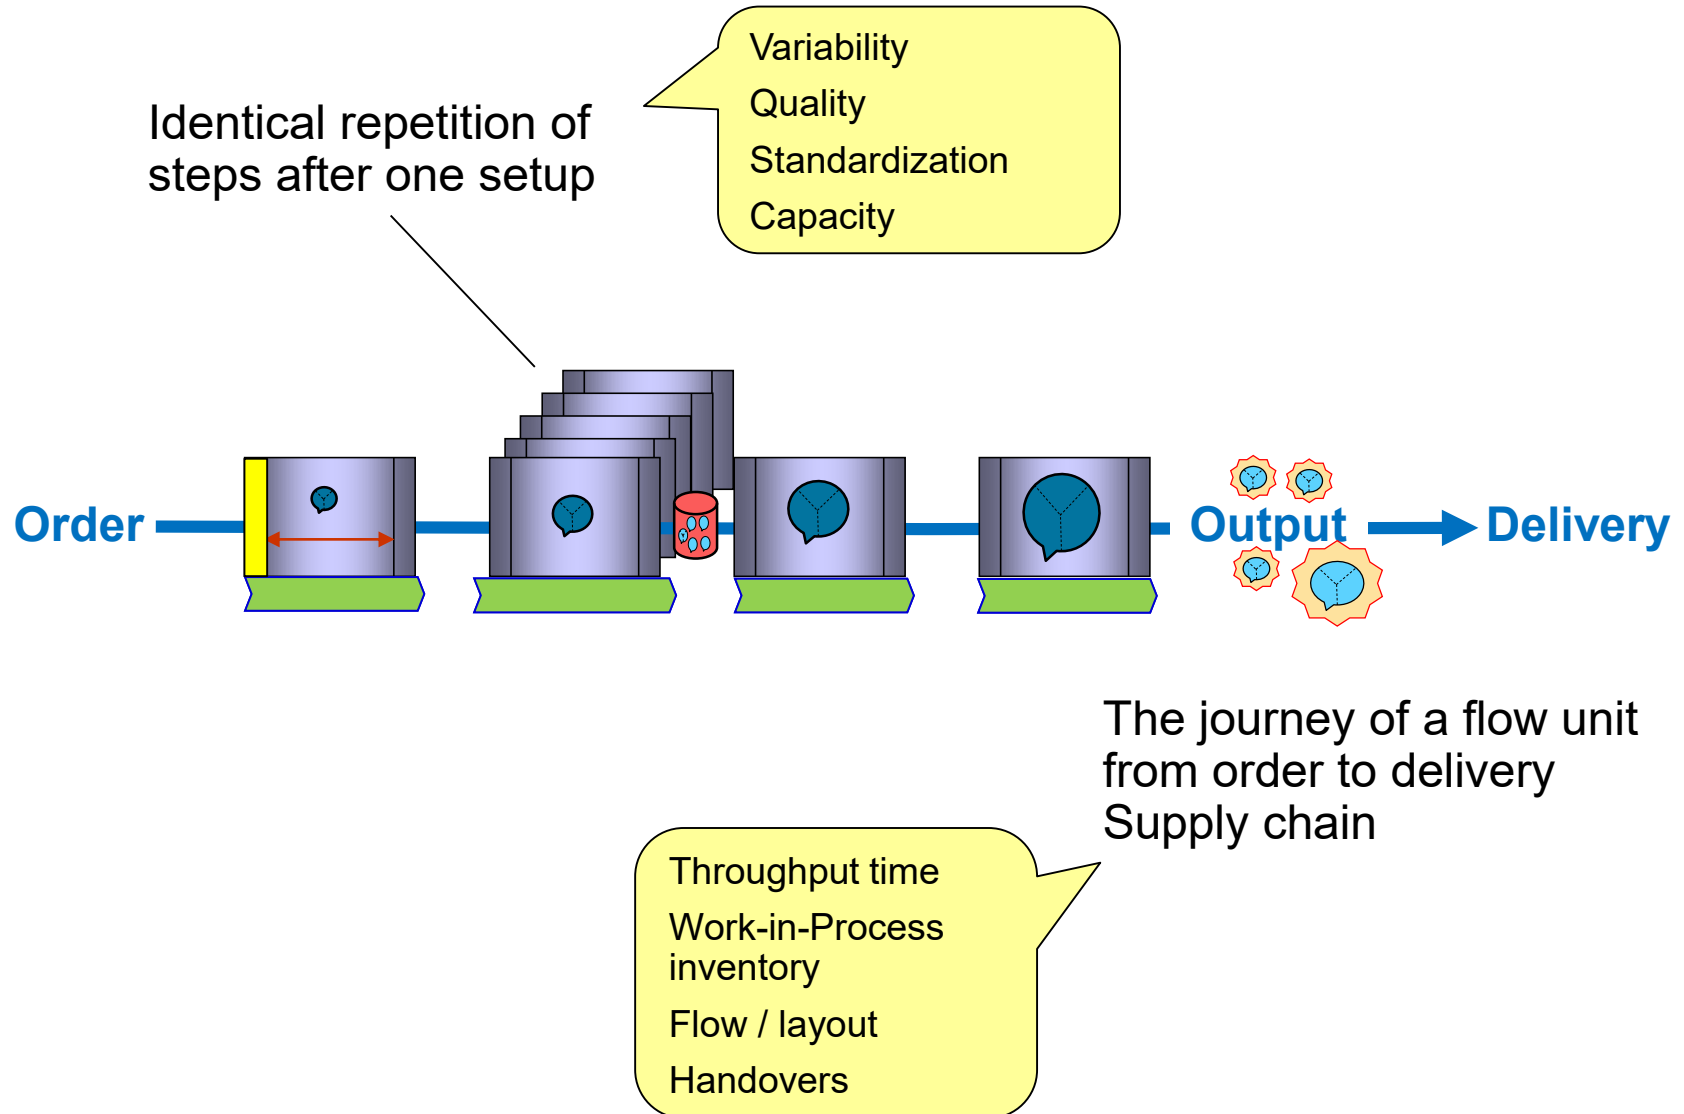 Variability
Quality
Standardization
Capacity
Identical repetition of
steps after one setup
Order
Output
Delivery
The journey of a flow unit
from order to delivery
Supply chain
Throughput time
Work-in-Process
inventory
Flow / layout
Handovers